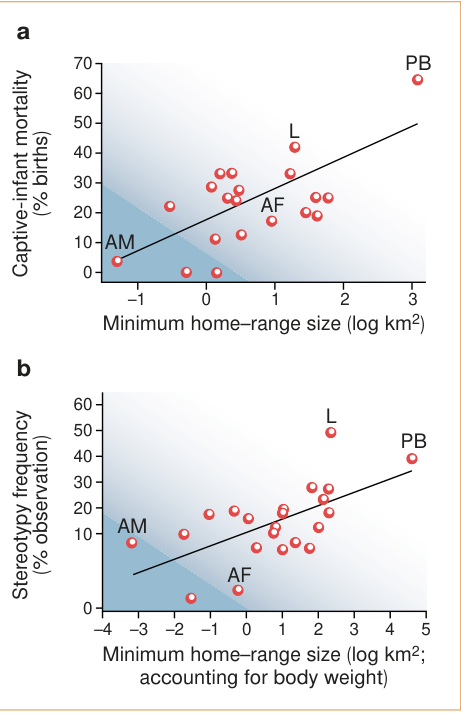 a
PB
70
60
50
40
30
20
10
0
Captive-infant mortality
(% births)
L
AF
AM
−1 0 1 2 3
Minimum home–range size (log km²)
b
60
50
40
30
20
10
0
Stereotypy frequency
(% observation)
L
PB
AM
AF
−4 −3 −2 −1 0 1 2 3 4 5
Minimum home–range size (log km²;
accounting for body weight)